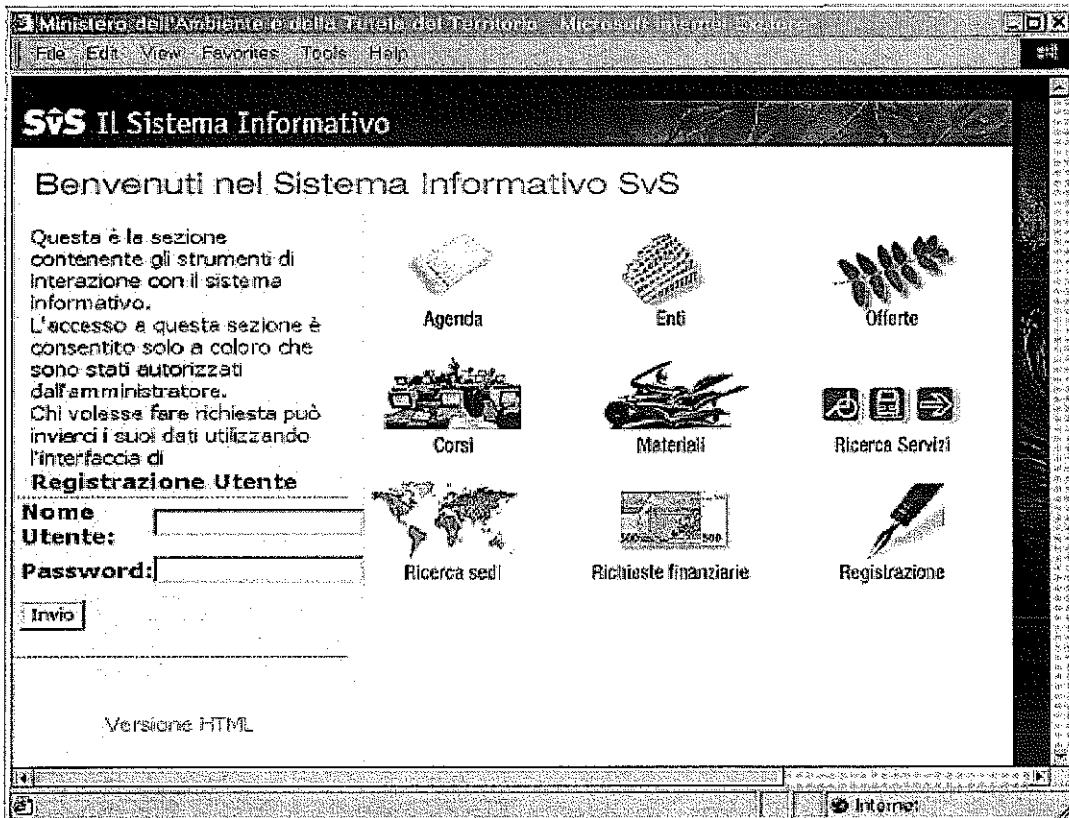 Ministero dell'Ambiente e della Tutela del Territorio - Microsoft Internet Explorer
File Edit View Favorites Tools Help
SvS Il Sistema Informativo
Benvenuti nel Sistema Informativo SvS
Questa è la sezione
contenente gli strumenti di
interazione con il sistema
informativo.
L'accesso a questa sezione è
consentito solo a coloro che
sono stati autorizzati
dall'amministratore.
Chi volesse fare richiesta può
inviarci i suoi dati utilizzando
l'interfaccia di
Registrazione Utente
Nome
Utente:
Password:
Invio
Versione HTML
Agenda
Enti
Offerte
Corsi
Materiali
Ricerca Servizi
500 500
Ricerca sedi
Richieste finanziarie
Registrazione
Internet